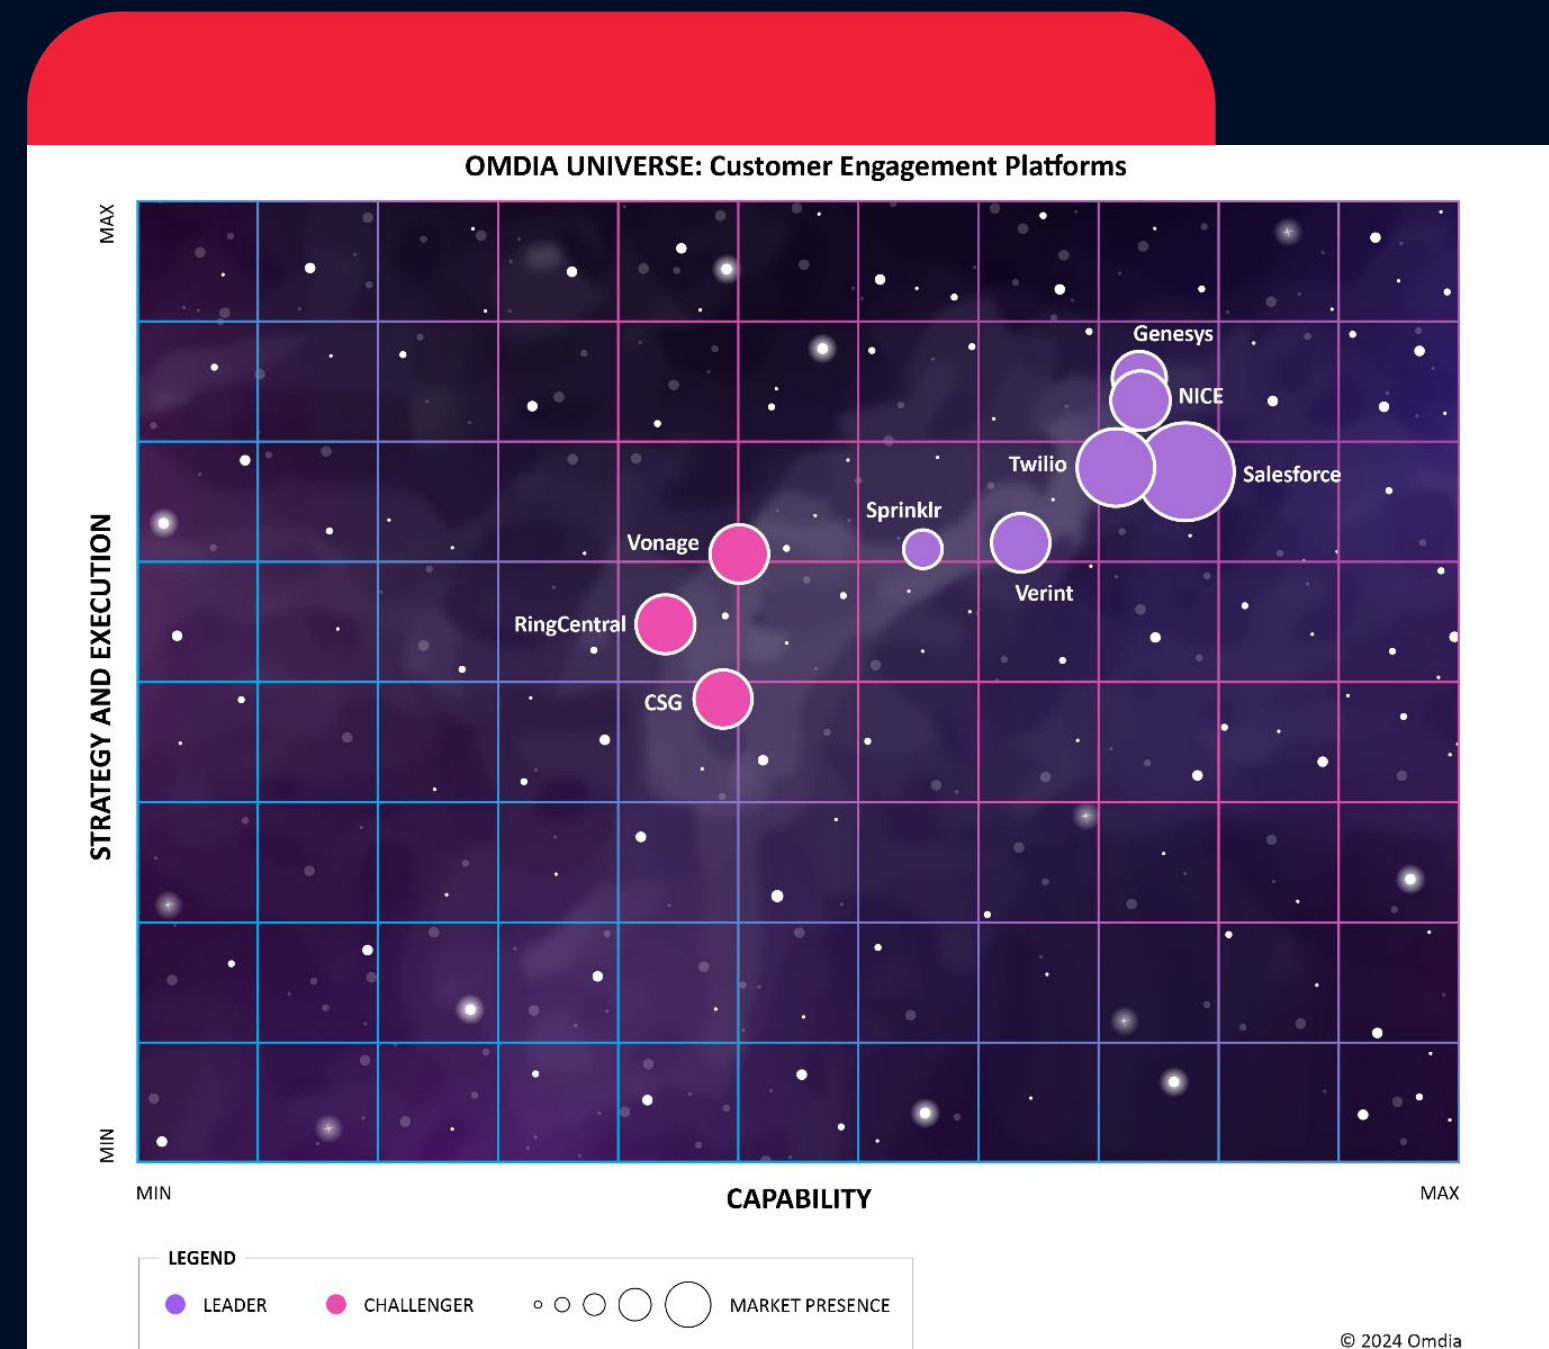 OMDIA UNIVERSE: Customer Engagement Platforms
MAX
Genesys
NICE
Twilio
Salesforce
Sprinklr
Vonage
Verint
RingCentral
CSG
STRATEGY AND EXECUTION
MIN
MIN
CAPABILITY
MAX
LEGEND
LEADER
CHALLENGER
MARKET PRESENCE
© 2024 Omdia